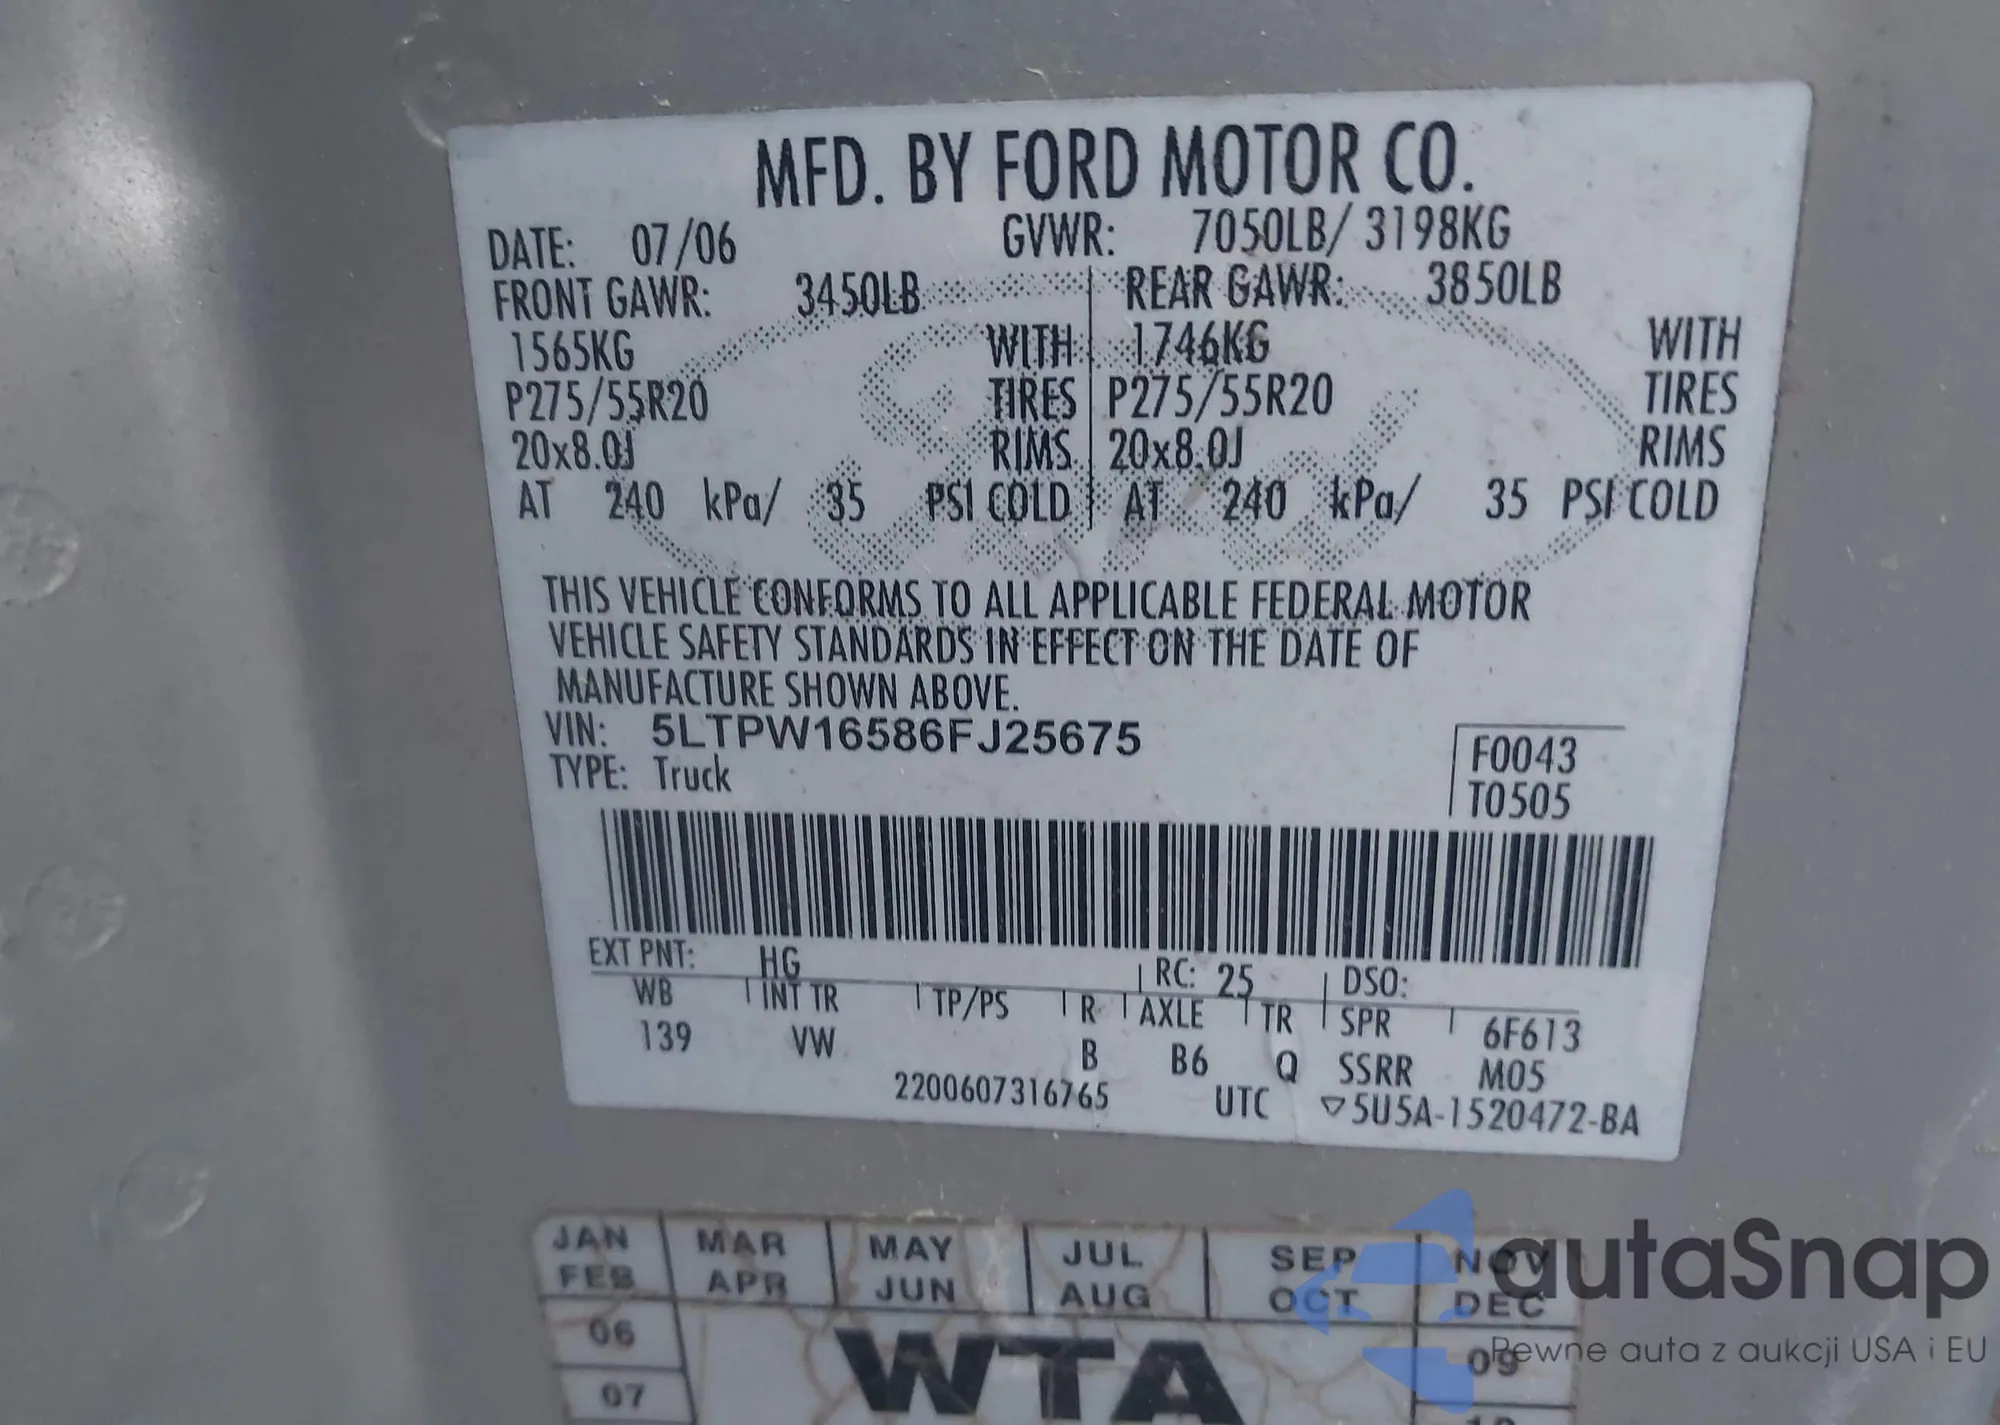 MFD. BY FORD MOTOR CO.
DATE: 07/06 GVWR: 7050LB/ 3198KG
FRONT GAWR: 3450LB REAR GAWR: 3850LB
1565KG WITH 1746KG WITH
P275/55R20 TIRES P275/55R20 TIRES
20x8.0J RIMS 20x8.0J RIMS
AT 240 kPa/ 35 PSI COLD AT 240 kPa/ 35 PSI COLD
Ford
THIS VEHICLE CONFORMS TO ALL APPLICABLE FEDERAL MOTOR
VEHICLE SAFETY STANDARDS IN EFFECT ON THE DATE OF
MANUFACTURE SHOWN ABOVE.
VIN: 5LTPW16586FJ25675
TYPE: Truck
F0043
T0505
EXT PNT: HG RC: 25 DSO:
WB INT TR TP/PS R AXLE TR SPR 6F613
139 VW B B6 Q SSRR M05
2200607316765 UTC ▽5U5A-1520472-BA
JAN MAR MAY JUL SEP NOV
FEB APR JUN AUG OCT DEC
06 WTA 09
07
autaSnap
Pewne auta z aukcji USA i EU